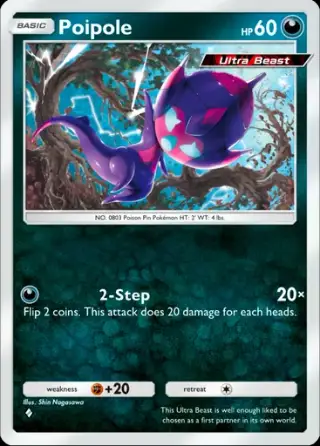 BASIC Poipole HP60
Ultra Beast
NO. 0803 Poison Pin Pokémon HT: 2' WT: 4 lbs.
2-Step 20×
Flip 2 coins. This attack does 20 damage for each heads.
weakness +20 retreat
Illus. Shin Nagasawa
This Ultra Beast is well enough liked to be
chosen as a first partner in its own world.